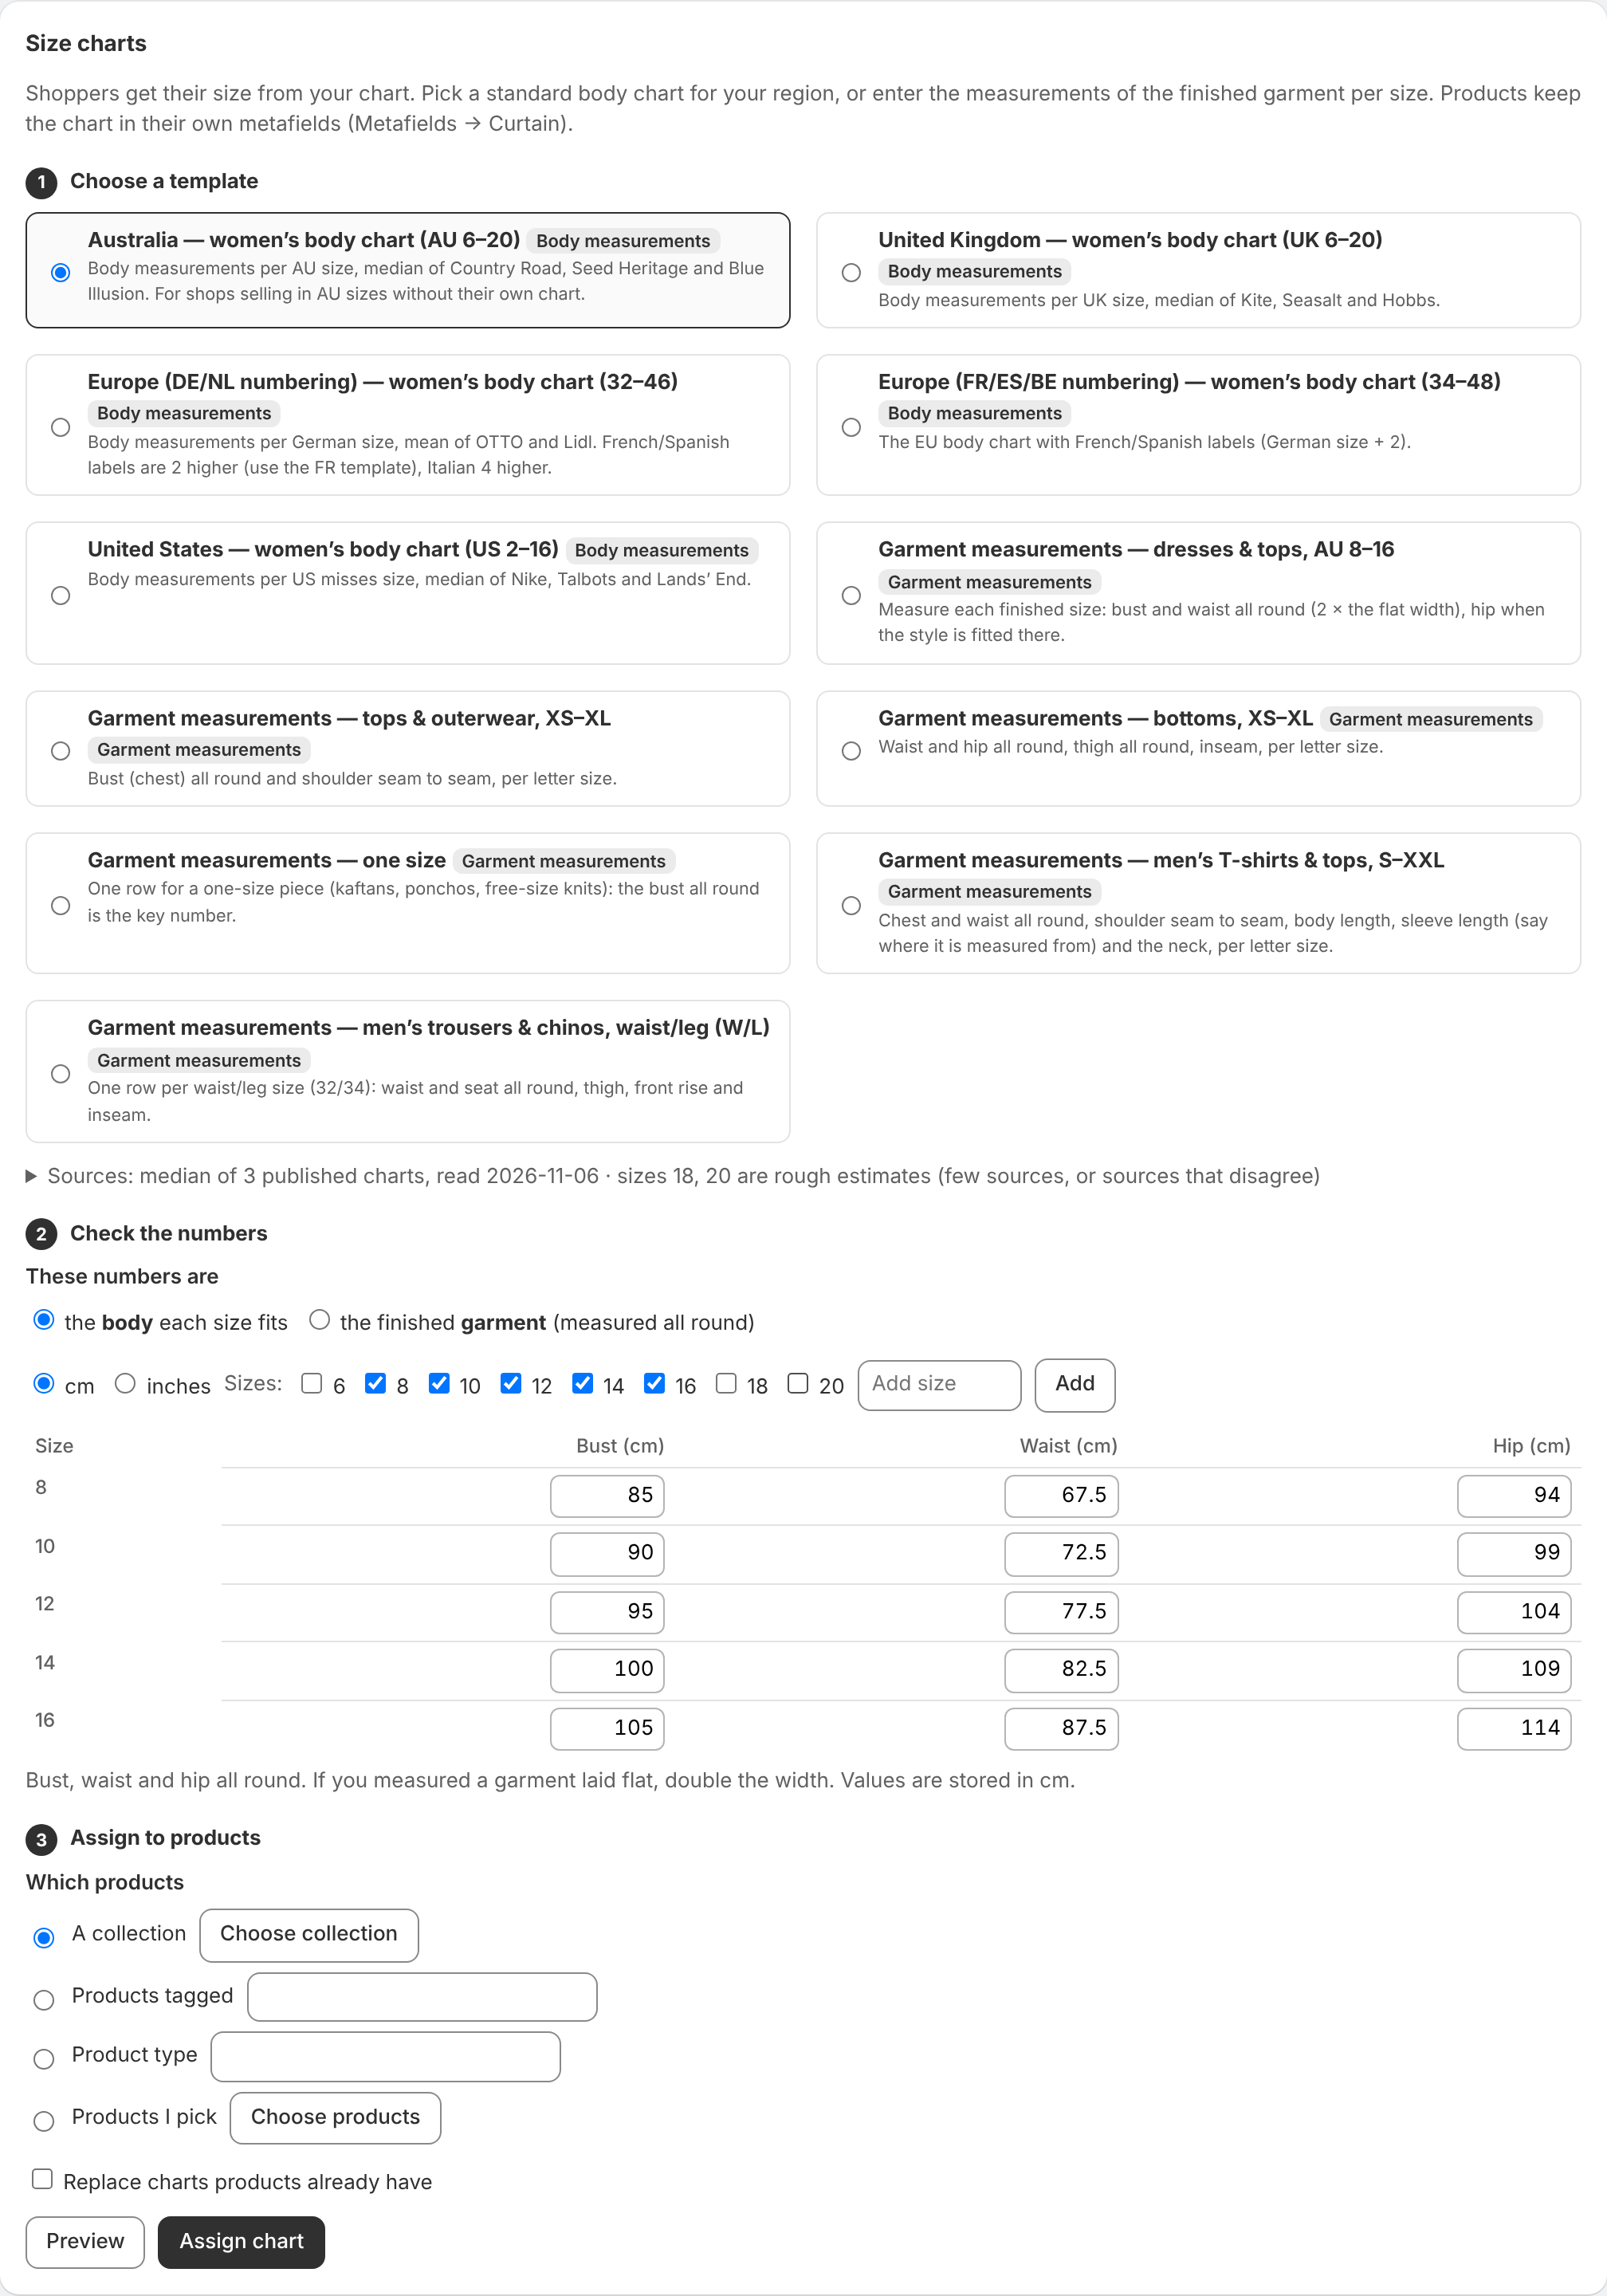 Size charts
Shoppers get their size from your chart. Pick a standard body chart for your region, or enter the measurements of the finished garment per size. Products keep
the chart in their own metafields (Metafields → Curtain).
1 Choose a template
Australia — women’s body chart (AU 6–20) Body measurements
Body measurements per AU size, median of Country Road, Seed Heritage and Blue
Illusion. For shops selling in AU sizes without their own chart.
United Kingdom — women’s body chart (UK 6–20)
Body measurements
Body measurements per UK size, median of Kite, Seasalt and Hobbs.
Europe (DE/NL numbering) — women’s body chart (32–46)
Body measurements
Body measurements per German size, mean of OTTO and Lidl. French/Spanish
labels are 2 higher (use the FR template), Italian 4 higher.
Europe (FR/ES/BE numbering) — women’s body chart (34–48)
Body measurements
The EU body chart with French/Spanish labels (German size + 2).
United States — women’s body chart (US 2–16) Body measurements
Body measurements per US misses size, median of Nike, Talbots and Lands’ End.
Garment measurements — dresses & tops, AU 8–16
Garment measurements
Measure each finished size: bust and waist all round (2 × the flat width), hip when
the style is fitted there.
Garment measurements — tops & outerwear, XS–XL
Garment measurements
Bust (chest) all round and shoulder seam to seam, per letter size.
Garment measurements — bottoms, XS–XL Garment measurements
Waist and hip all round, thigh all round, inseam, per letter size.
Garment measurements — one size Garment measurements
One row for a one-size piece (kaftans, ponchos, free-size knits): the bust all round
is the key number.
Garment measurements — men’s T-shirts & tops, S–XXL
Garment measurements
Chest and waist all round, shoulder seam to seam, body length, sleeve length (say
where it is measured from) and the neck, per letter size.
Garment measurements — men’s trousers & chinos, waist/leg (W/L)
Garment measurements
One row per waist/leg size (32/34): waist and seat all round, thigh, front rise and
inseam.
Sources: median of 3 published charts, read 2026-11-06 · sizes 18, 20 are rough estimates (few sources, or sources that disagree)
2 Check the numbers
These numbers are
the body each size fits the finished garment (measured all round)
cm inches Sizes: 6 8 10 12 14 16 18 20 Add size Add
Size Bust (cm) Waist (cm) Hip (cm)
8 85 67.5 94
10 90 72.5 99
12 95 77.5 104
14 100 82.5 109
16 105 87.5 114
Bust, waist and hip all round. If you measured a garment laid flat, double the width. Values are stored in cm.
3 Assign to products
Which products
A collection Choose collection
Products tagged
Product type
Products I pick Choose products
Replace charts products already have
Preview Assign chart